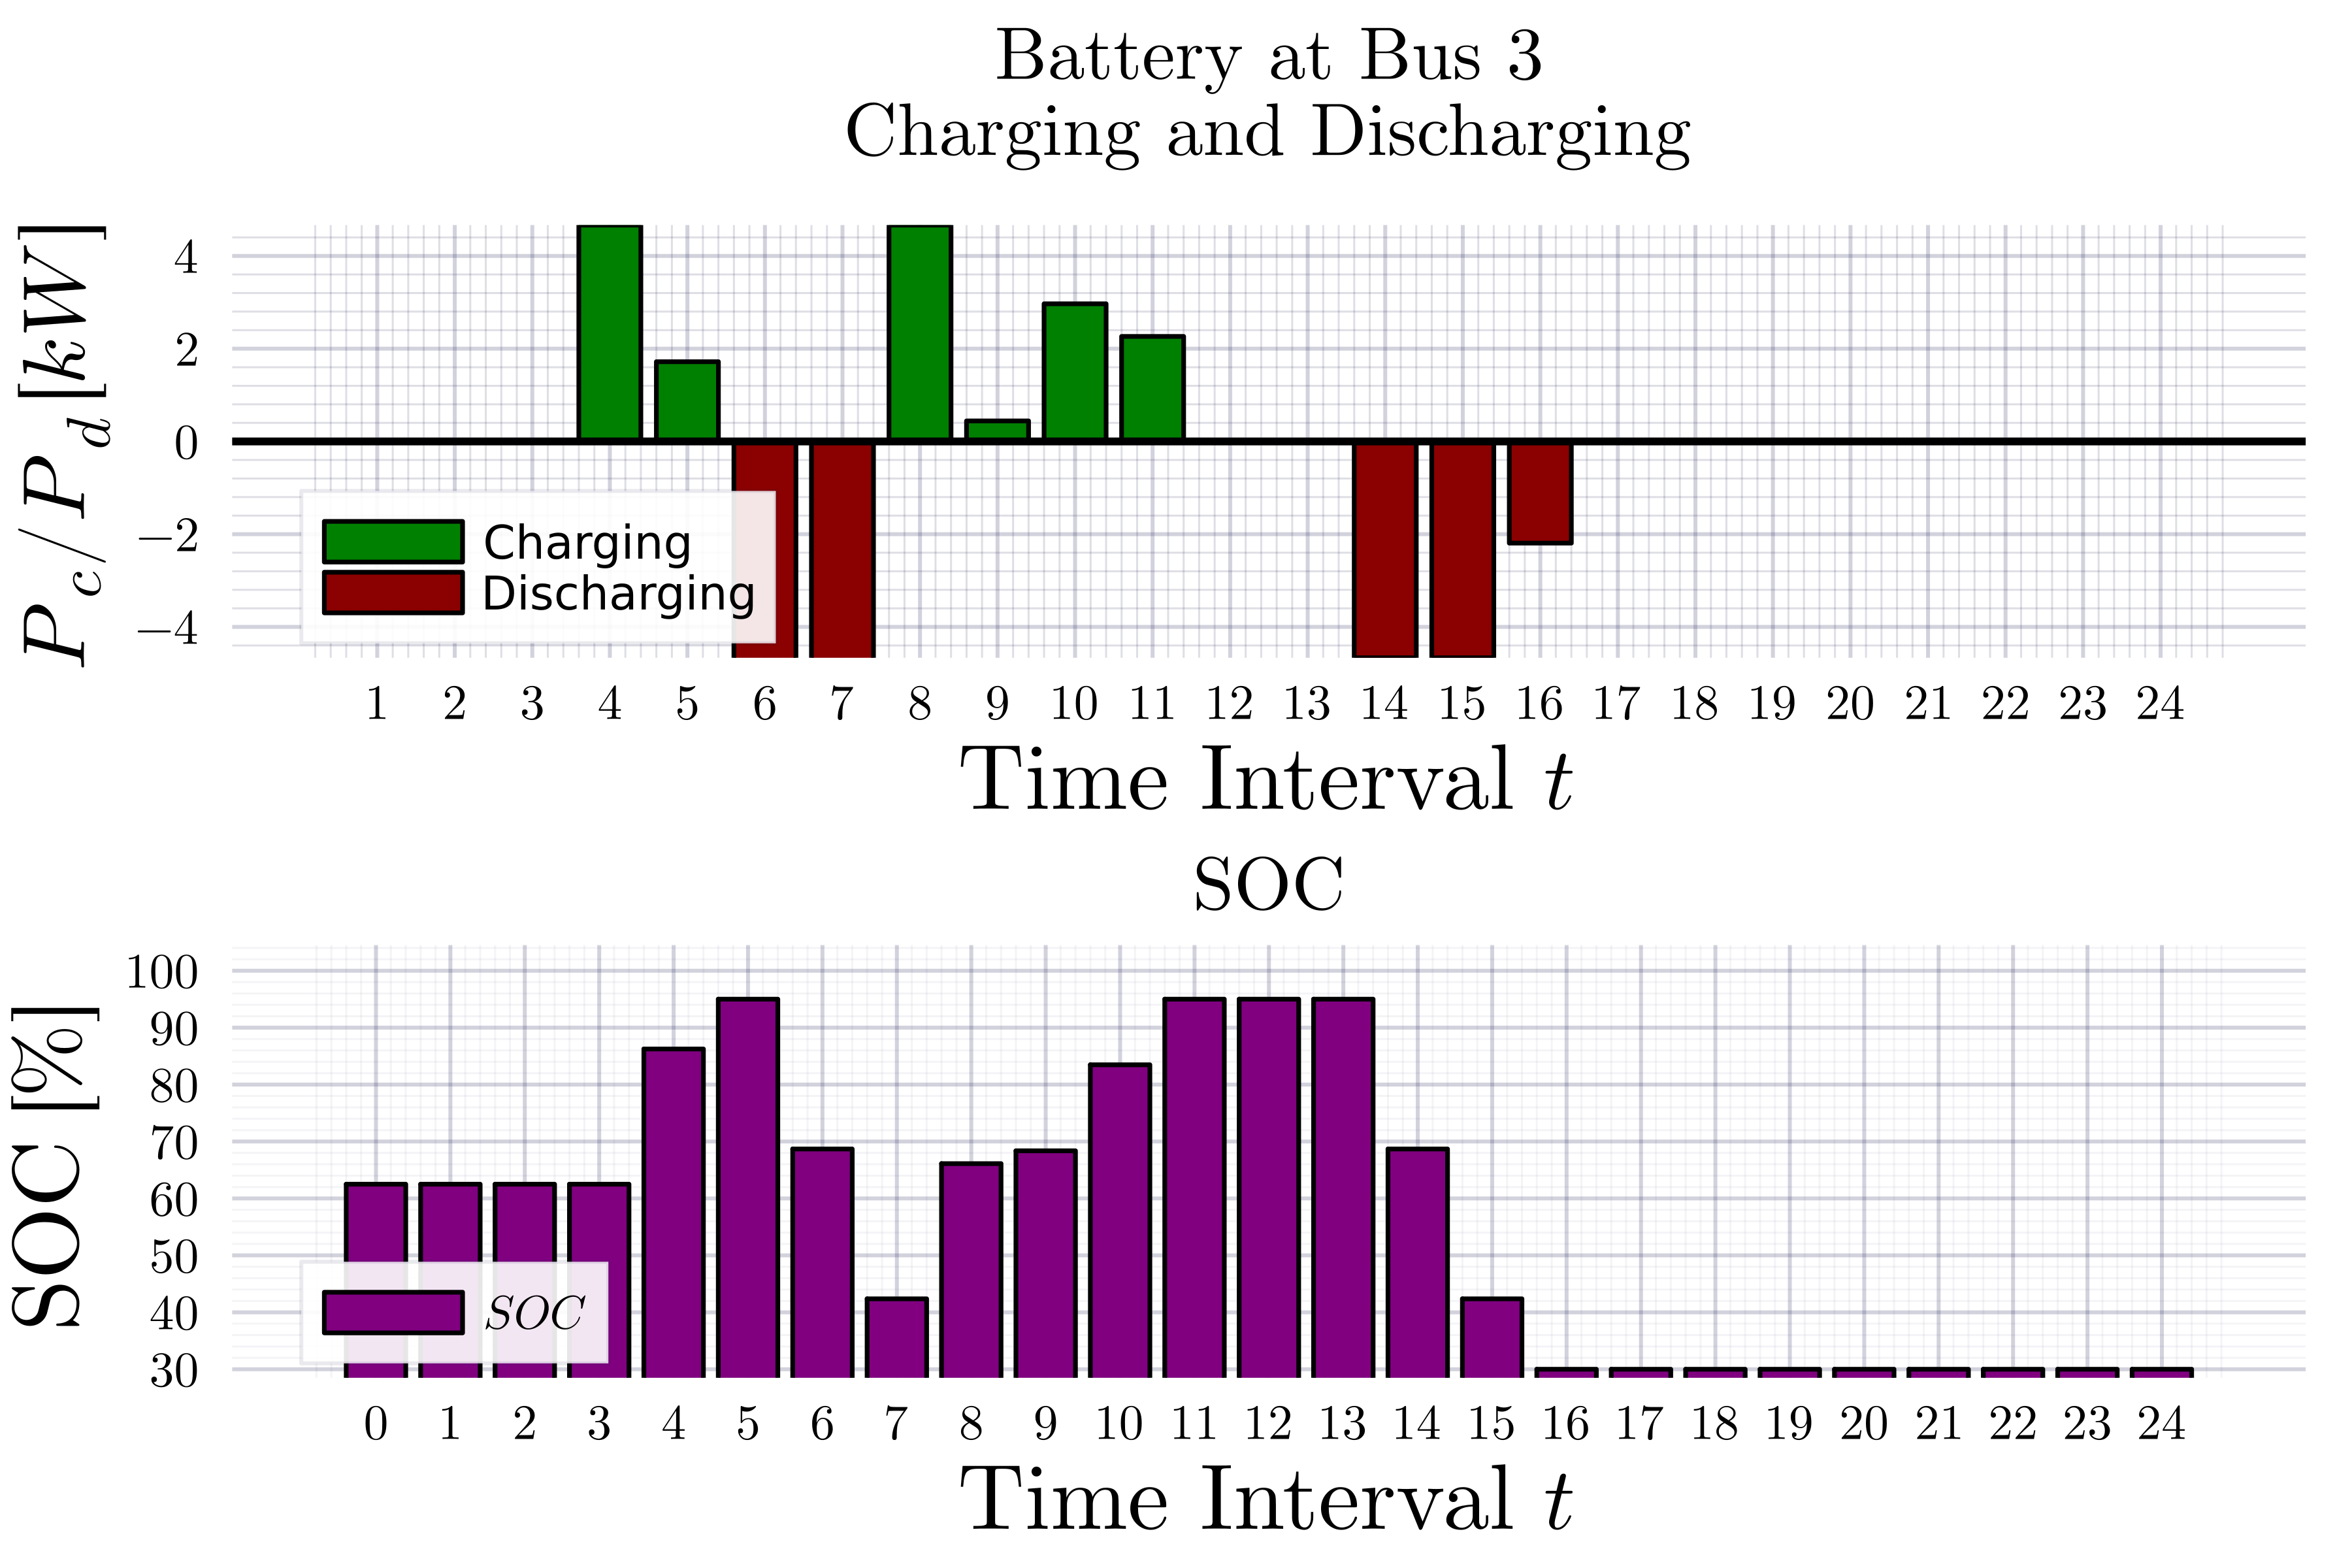 Battery at Bus 3
Charging and Discharging
P_c/P_d [kW]
4
2
0
−2
−4
Charging
Discharging
1 2 3 4 5 6 7 8 9 10 11 12 13 14 15 16 17 18 19 20 21 22 23 24
Time Interval t
SOC
SOC [%]
100
90
80
70
60
50
40
30
SOC
0 1 2 3 4 5 6 7 8 9 10 11 12 13 14 15 16 17 18 19 20 21 22 23 24
Time Interval t